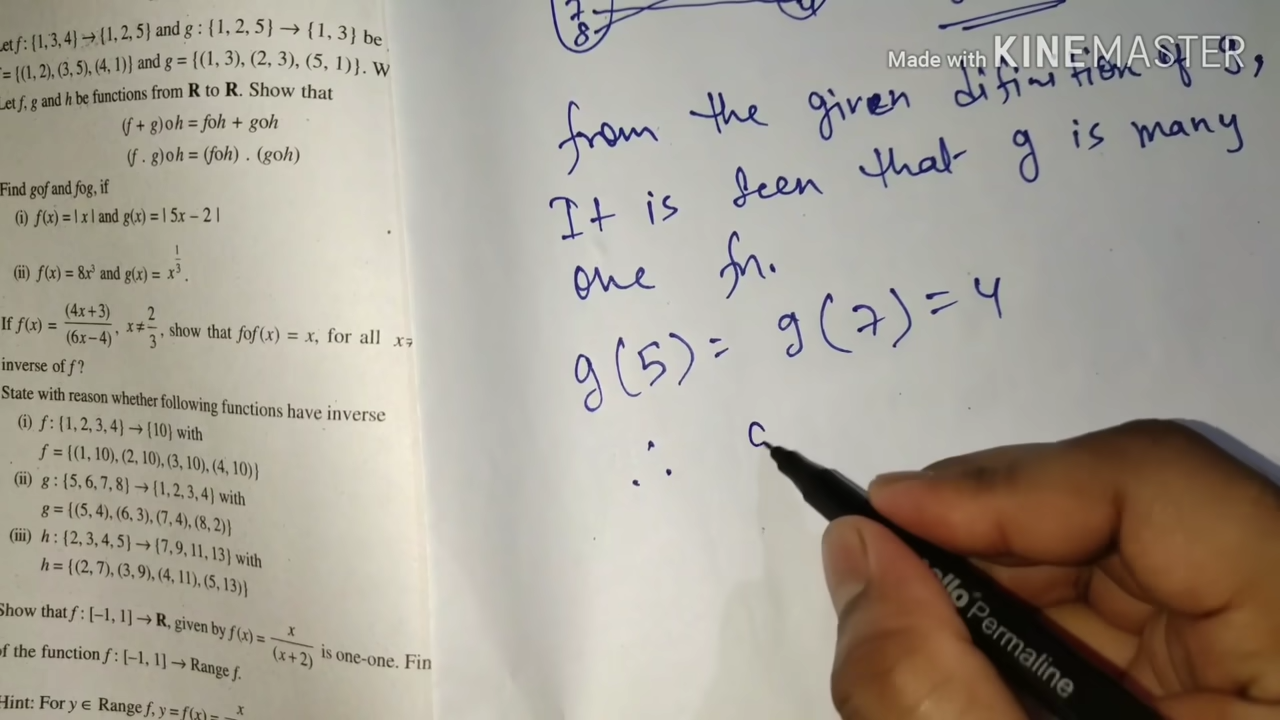 Let f : {1, 3, 4} → {1, 2, 5} and g : {1, 2, 5} → {1, 3} be
= {(1, 2), (3, 5), (4, 1)} and g = {(1, 3), (2, 3), (5, 1)}. W
Let f, g and h be functions from R to R. Show that
(f + g)oh = foh + goh
(f . g)oh = (foh) . (goh)
Find gof and fog, if
(i) f(x) = | x | and g(x) = | 5x – 2 |
(ii) f(x) = 8x³ and g(x) = x^(1/3).
If f(x) = (4x+3)/(6x–4), x ≠ 2/3, show that fof(x) = x, for all x ≠
inverse of f?
State with reason whether following functions have inverse
(i) f : {1, 2, 3, 4} → {10} with
f = {(1, 10), (2, 10), (3, 10), (4, 10)}
(ii) g : {5, 6, 7, 8} → {1, 2, 3, 4} with
g = {(5, 4), (6, 3), (7, 4), (8, 2)}
(iii) h : {2, 3, 4, 5} → {7, 9, 11, 13} with
h = {(2, 7), (3, 9), (4, 11), (5, 13)}
Show that f : [–1, 1] → R, given by f(x) = x/(x+2) is one-one. Fin
of the function f : [–1, 1] → Range f.
Hint: For y ∈ Range f, y = f(x) = x
7
8
Made with KINEMASTER
from the given difinition of g,
It is seen that g is many
one fn.
g(5) = g(7) = 4
∴
Permaline